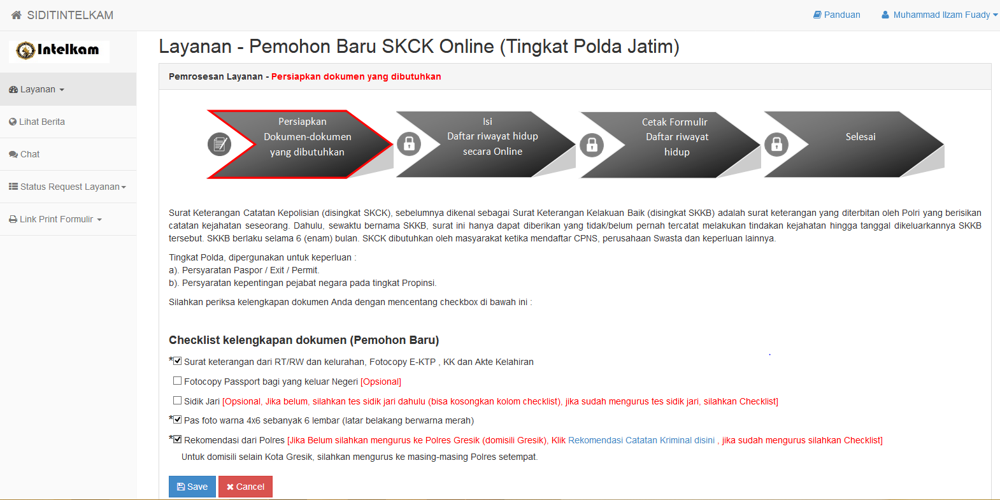 SIDITINTELKAM
Panduan
Muhammad Ilzam Fuady
Intelkam
Layanan
Lihat Berita
Chat
Status Request Layanan
Link Print Formulir
Layanan - Pemohon Baru SKCK Online (Tingkat Polda Jatim)
Pemrosesan Layanan - Persiapkan dokumen yang dibutuhkan
Persiapkan
Dokumen-dokumen
yang dibutuhkan
Isi
Daftar riwayat hidup
secara Online
Cetak Formulir
Daftar riwayat
hidup
Selesai
Surat Keterangan Catatan Kepolisian (disingkat SKCK), sebelumnya dikenal sebagai Surat Keterangan Kelakuan Baik (disingkat SKKB) adalah surat keterangan yang diterbitan oleh Polri yang berisikan
catatan kejahatan seseorang. Dahulu, sewaktu bernama SKKB, surat ini hanya dapat diberikan yang tidak/belum pernah tercatat melakukan tindakan kejahatan hingga tanggal dikeluarkannya SKKB
tersebut. SKKB berlaku selama 6 (enam) bulan. SKCK dibutuhkan oleh masyarakat ketika mendaftar CPNS, perusahaan Swasta dan keperluan lainnya.
Tingkat Polda, dipergunakan untuk keperluan :
a). Persyaratan Paspor / Exit / Permit.
b). Persyaratan kepentingan pejabat negara pada tingkat Propinsi.
Silahkan periksa kelengkapan dokumen Anda dengan mencentang checkbox di bawah ini :
Checklist kelengkapan dokumen (Pemohon Baru)
* Surat keterangan dari RT/RW dan kelurahan, Fotocopy E-KTP , KK dan Akte Kelahiran
Fotocopy Passport bagi yang keluar Negeri [Opsional]
Sidik Jari [Opsional, Jika belum, silahkan tes sidik jari dahulu (bisa kosongkan kolom checklist), jika sudah mengurus tes sidik jari, silahkan Checklist]
* Pas foto warna 4x6 sebanyak 6 lembar (latar belakang berwarna merah)
* Rekomendasi dari Polres [Jika Belum silahkan mengurus ke Polres Gresik (domisili Gresik), Klik Rekomendasi Catatan Kriminal disini , jika sudah mengurus silahkan Checklist]
Untuk domisili selain Kota Gresik, silahkan mengurus ke masing-masing Polres setempat.
Save
Cancel